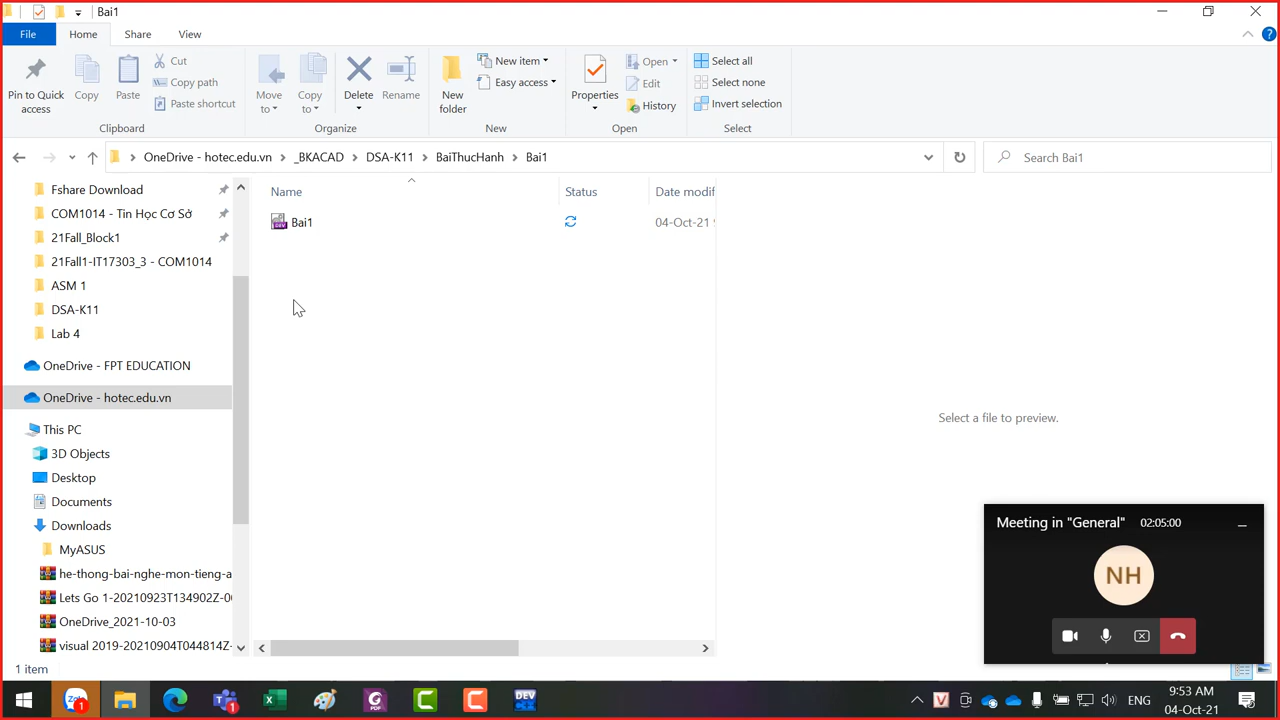 Bai1
File Home Share View
Pin to Quick access
Copy
Paste
Cut
Copy path
Paste shortcut
Clipboard
Move to
Copy to
Delete
Rename
Organize
New folder
New item
Easy access
New
Properties
Open
Edit
History
Open
Select all
Select none
Invert selection
Select
OneDrive - hotec.edu.vn > _BKACAD > DSA-K11 > BaiThucHanh > Bai1
Search Bai1
Fshare Download
COM1014 - Tin Học Cơ Sở
21Fall_Block1
21Fall1-IT17303_3 - COM1014
ASM 1
DSA-K11
Lab 4
OneDrive - FPT EDUCATION
OneDrive - hotec.edu.vn
This PC
3D Objects
Desktop
Documents
Downloads
MyASUS
he-thong-bai-nghe-mon-tieng-a
Lets Go 1-20210923T134902Z-0
OneDrive_2021-10-03
visual 2019-20210904T044814Z-
Name Status Date modif
Bai1 04-Oct-21
Select a file to preview.
Meeting in "General" 02:05:00
NH
1 item
Zalo 1
1
PDF
C
C
DEV
V
ENG
9:53 AM
04-Oct-21